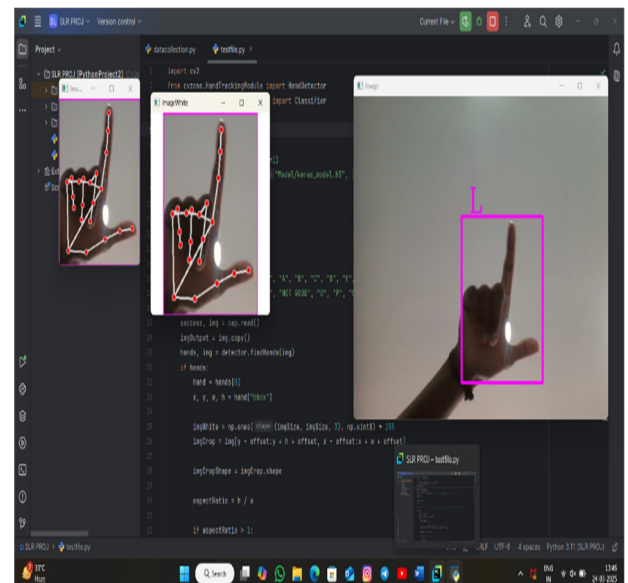 SL SLR PROJ Version control Current File
Project
datacollection.py
testfile.py
SLR PROJ [PythonProject2]
import cv2
from cvzone.HandTrackingModule import HandDetector
import Classifier
Image
ImageWhite
"Model/keras_model.h5",
L
"A", "B", "C", "D", "E",
"NOT GOOD", "O", "P",
success, img = cap.read()
imgOutput = img.copy()
hands, img = detector.findHands(img)
if hands:
hand = hands[0]
x, y, w, h = hand["bbox"]
imgWhite = np.ones( shape (imgSize, imgSize, 3), np.uint8) * 255
imgCrop = img[y - offset:y + h + offset, x - offset:x + w + offset]
SLR PROJ – testfile.py
imgCropShape = imgCrop.shape
aspectRatio = h / w
if aspectRatio > 1:
SLR PROJ > testfile.py
UTF-8 4 spaces Python 3.11 (SLR PROJ)
33°C
Haze
Search
ENG
IN
13:46
24-03-2025